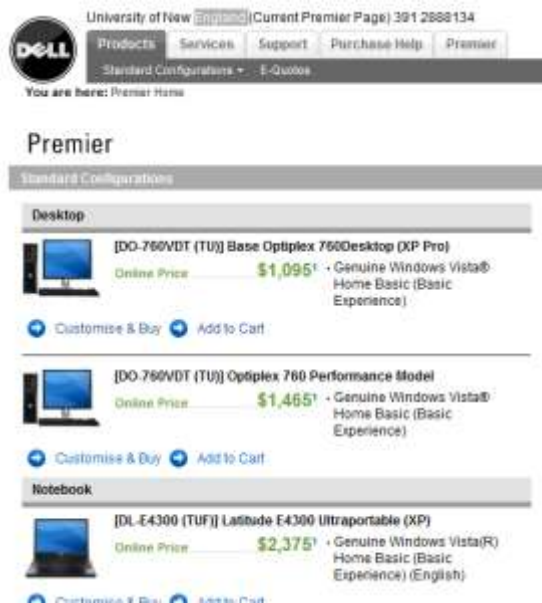 University of New England (Current Premier Page) 391 2888134
DELL
Products Services Support Purchase Help Premier
Standard Configurations E-Quotes
You are here: Premier Home
Premier
Standard Configurations
Desktop
[DO-760VDT (TU)] Base Optiplex 760Desktop (XP Pro)
Online Price $1,095¹ • Genuine Windows Vista®
Home Basic (Basic
Experience)
Customise & Buy Add to Cart
[DO-760VDT (TU)] Optiplex 760 Performance Model
Online Price $1,465¹ • Genuine Windows Vista®
Home Basic (Basic
Experience)
Customise & Buy Add to Cart
Notebook
[DL-E4300 (TUF)] Latitude E4300 Ultraportable (XP)
Online Price $2,375¹ • Genuine Windows Vista(R)
Home Basic (Basic
Experience) (English)
Customise & Buy Add to Cart